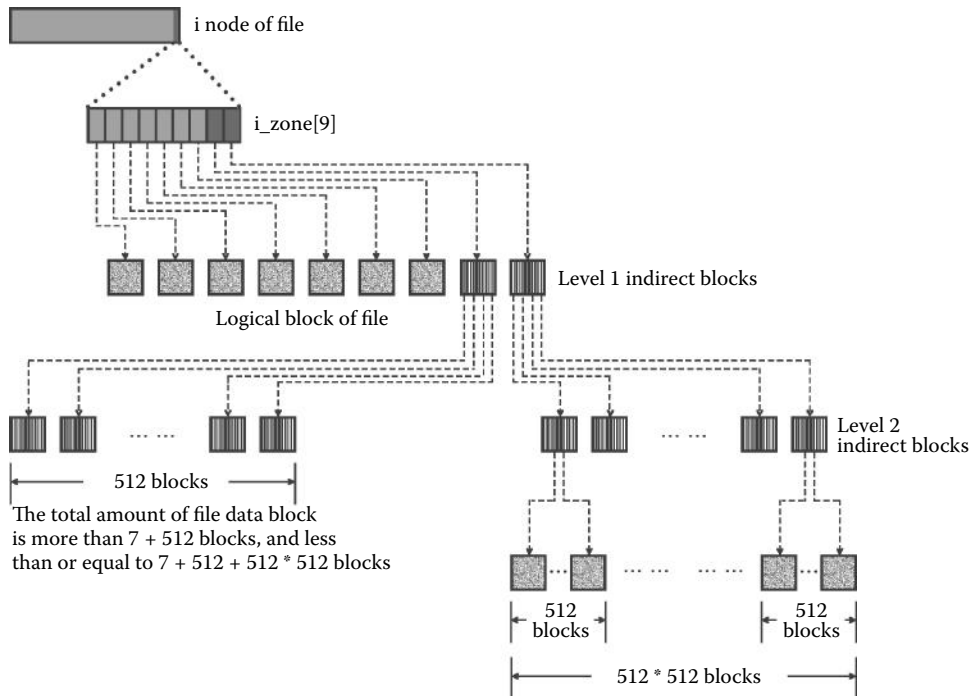 i node of file
i_zone[9]
Level 1 indirect blocks
Logical block of file
... ...
... ...
Level 2
indirect blocks
512 blocks
The total amount of file data block
is more than 7 + 512 blocks, and less
than or equal to 7 + 512 + 512 * 512 blocks
... ... ... ... ... ...
512
blocks
512
blocks
512 * 512 blocks